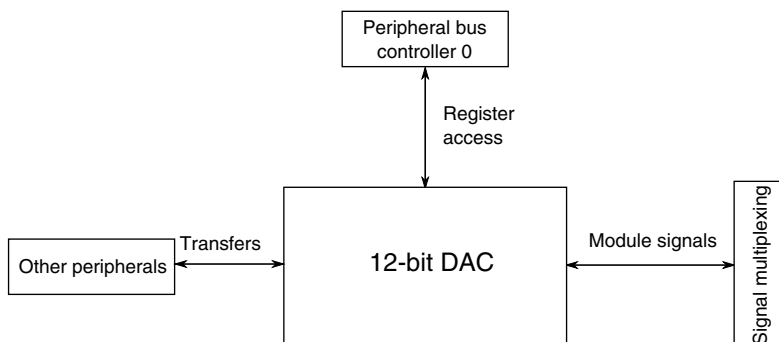 Peripheral bus
controller 0
Register
access
Transfers
Other peripherals
12-bit DAC
Module signals
Signal multiplexing